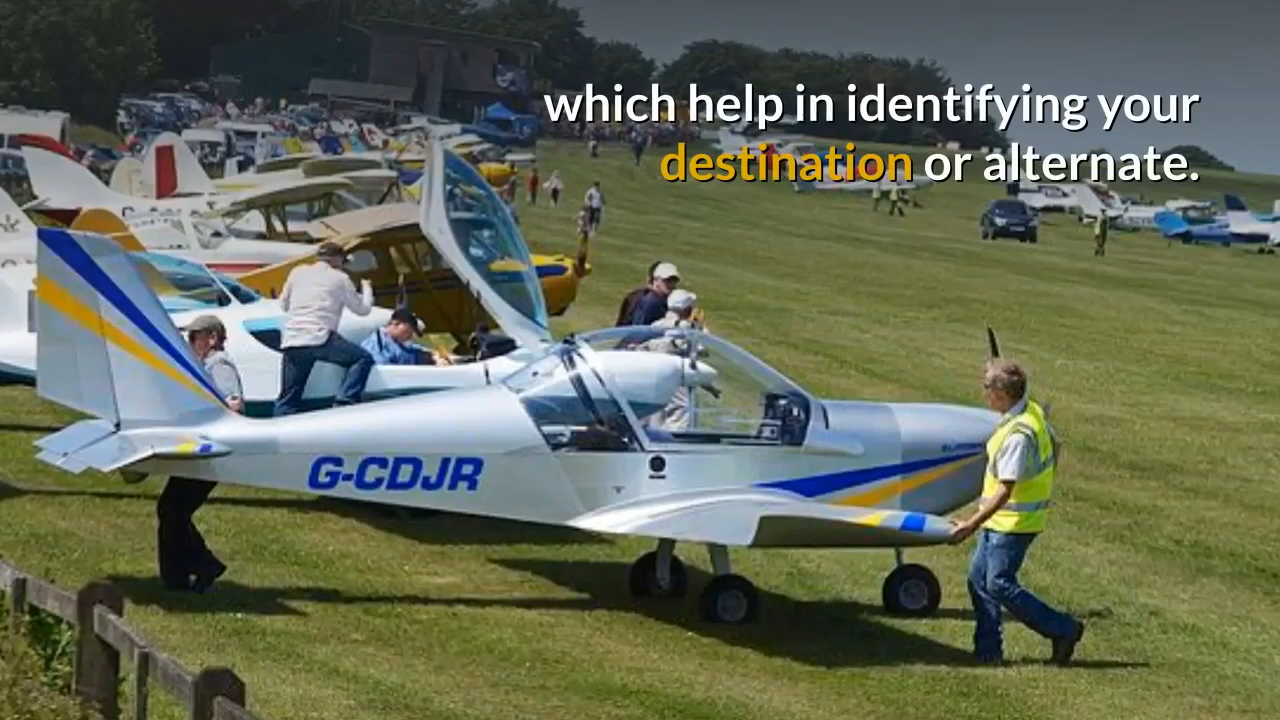 which help in identifying your
destination or alternate.
G-CDJR